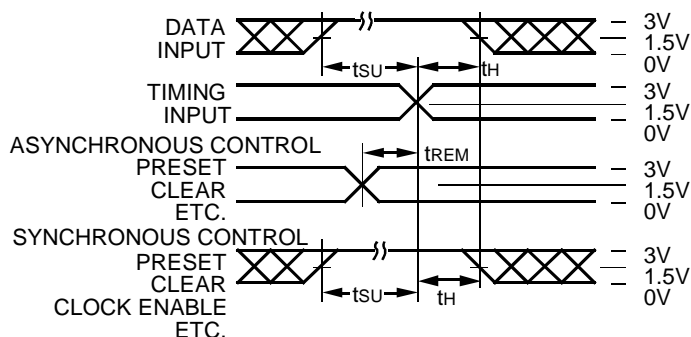 DATA
INPUT
tSU
tH
3V
1.5V
0V
TIMING
INPUT
3V
1.5V
0V
ASYNCHRONOUS CONTROL
PRESET
CLEAR
ETC.
tREM
3V
1.5V
0V
SYNCHRONOUS CONTROL
PRESET
CLEAR
CLOCK ENABLE
ETC.
tSU
tH
3V
1.5V
0V